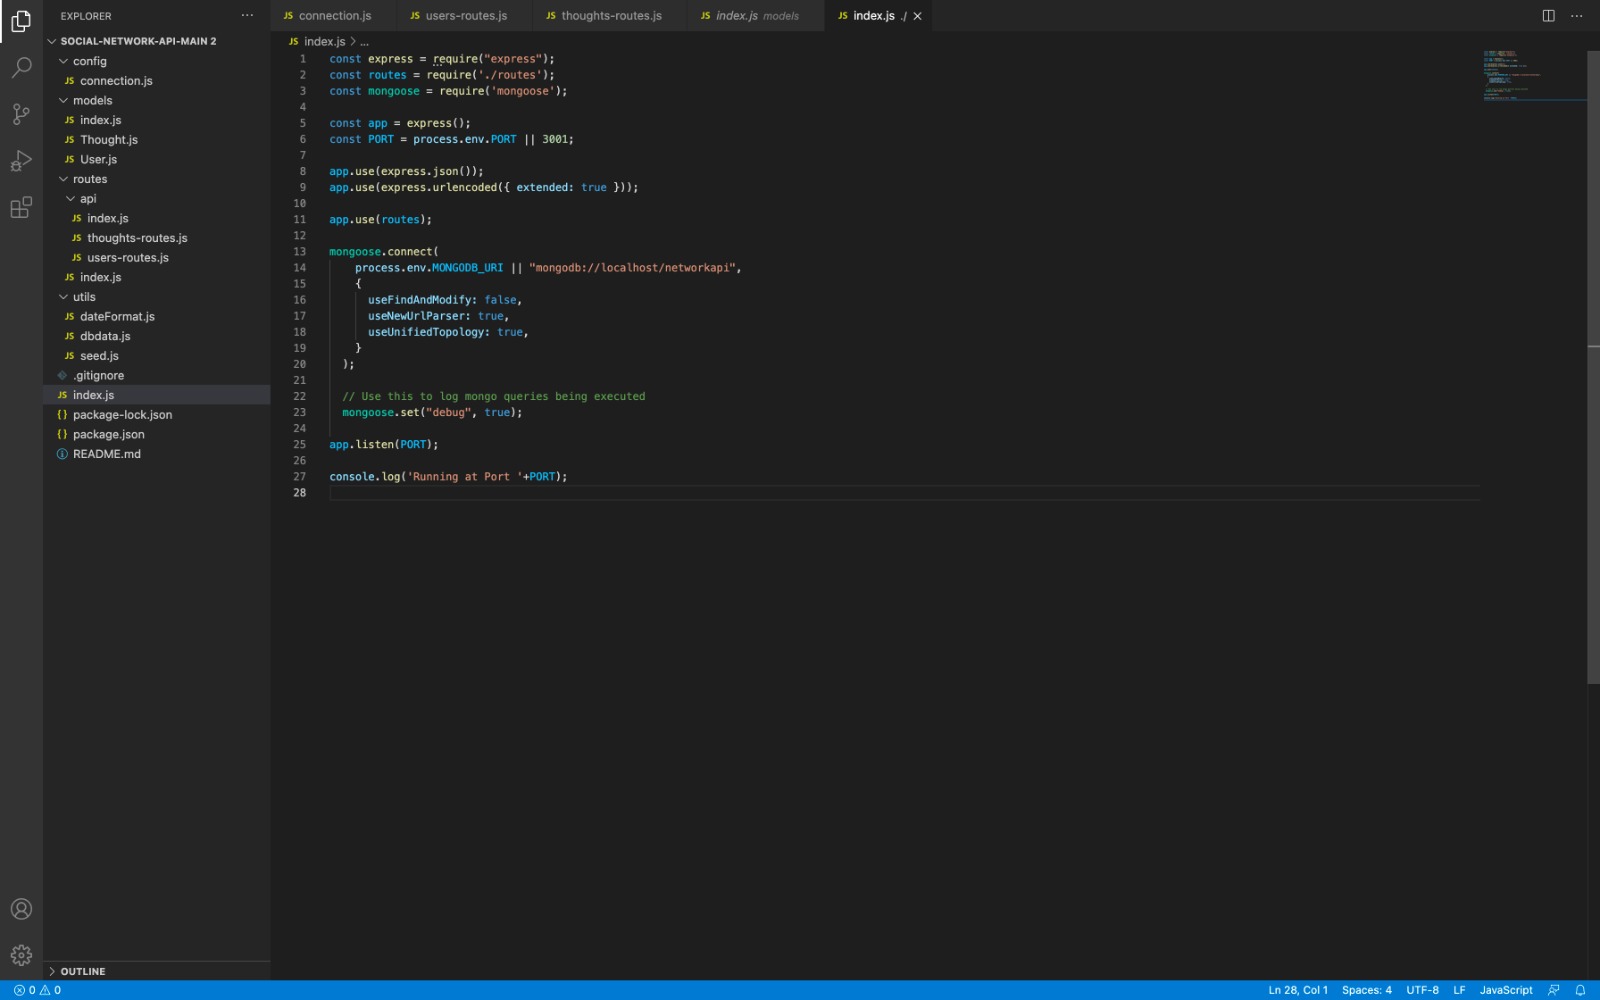 EXPLORER
SOCIAL-NETWORK-API-MAIN 2
config
JS connection.js
models
JS index.js
JS Thought.js
JS User.js
routes
api
JS index.js
JS thoughts-routes.js
JS users-routes.js
JS index.js
utils
JS dateFormat.js
JS dbdata.js
JS seed.js
.gitignore
JS index.js
{} package-lock.json
{} package.json
README.md
OUTLINE
JS connection.js JS users-routes.js JS thoughts-routes.js JS index.js models JS index.js ./
JS index.js > ...
1 const express = require("express");
2 const routes = require('./routes');
3 const mongoose = require('mongoose');
4
5 const app = express();
6 const PORT = process.env.PORT || 3001;
7
8 app.use(express.json());
9 app.use(express.urlencoded({ extended: true }));
10
11 app.use(routes);
12
13 mongoose.connect(
14 process.env.MONGODB_URI || "mongodb://localhost/networkapi",
15 {
16 useFindAndModify: false,
17 useNewUrlParser: true,
18 useUnifiedTopology: true,
19 }
20 );
21
22 // Use this to log mongo queries being executed
23 mongoose.set("debug", true);
24
25 app.listen(PORT);
26
27 console.log('Running at Port '+PORT);
28
0 0 Ln 28, Col 1 Spaces: 4 UTF-8 LF JavaScript